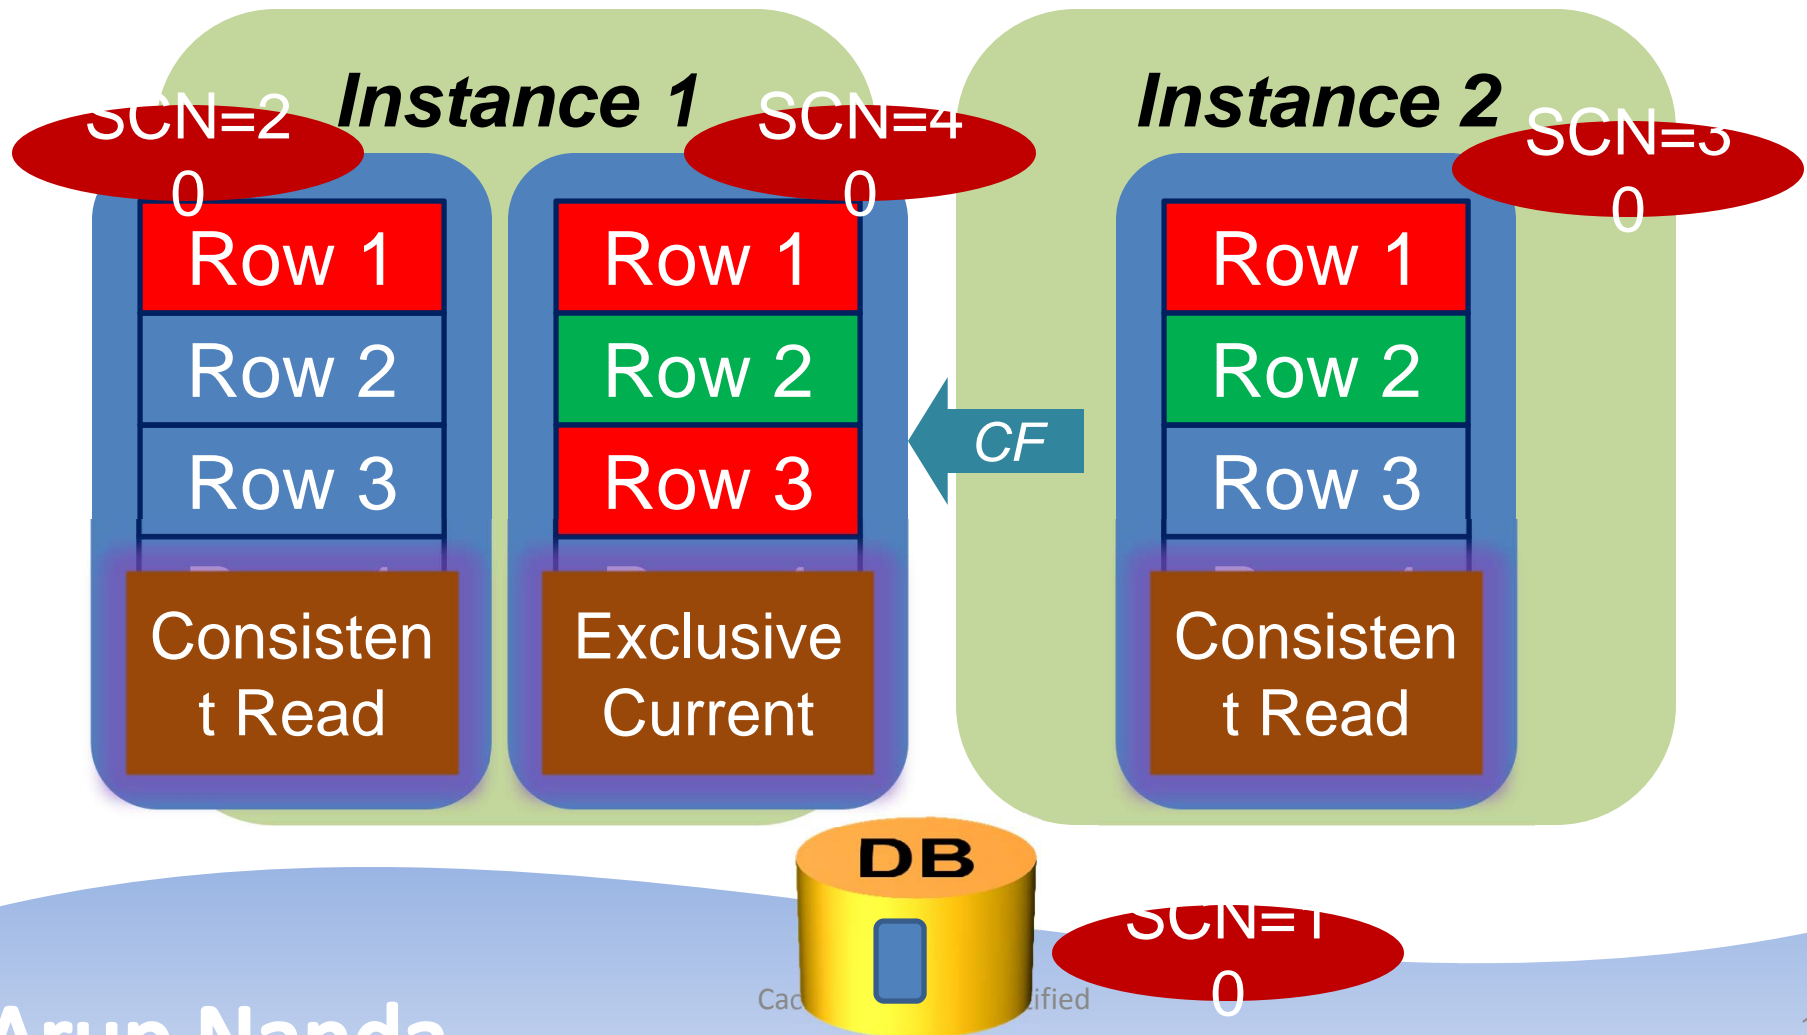 Instance 1
Instance 2
SCN=2
0
SCN=4
0
SCN=3
0
Row 1
Row 2
Row 3
Consisten
t Read
Row 1
Row 2
Row 3
Exclusive
Current
CF
Row 1
Row 2
Row 3
Consisten
t Read
DB
SCN=1
0
Arup Nanda